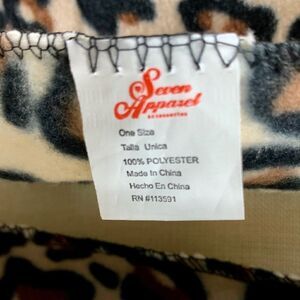 Seven
Apparel
One Size
Talla Unica
100% POLYESTER
Made In China
Hecho En China
RN #113591